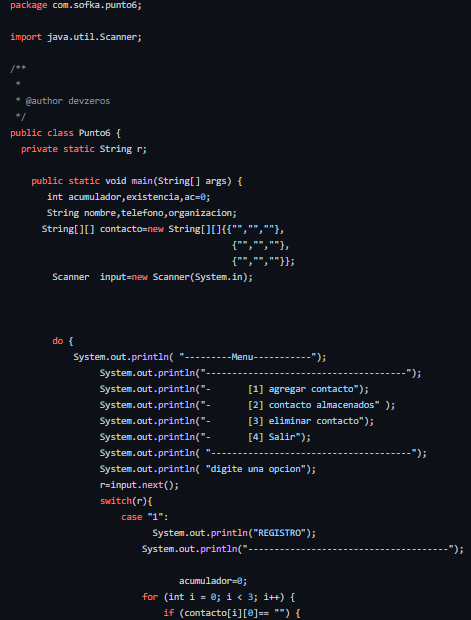 package com.sofka.punto6;
import java.util.Scanner;
/**
*
* @author devzeros
*/
public class Punto6 {
private static String r;
public static void main(String[] args) {
int acumulador,existencia,ac=0;
String nombre,telefono,organizacion;
String[][] contacto=new String[][]{{"","",""},
{"","",""},
{"","",""}};
Scanner  input=new Scanner(System.in);
do {
System.out.println( "---------Menu-----------");
System.out.println("--------------------------------------");
System.out.println("-       [1] agregar contacto");
System.out.println("-       [2] contacto almacenados" );
System.out.println("-       [3] eliminar contacto");
System.out.println("-       [4] Salir");
System.out.println( "--------------------------------------");
System.out.println( "digite una opcion");
r=input.next();
switch(r){
case "1":
System.out.println("REGISTRO");
System.out.println("--------------------------------------");
acumulador=0;
for (int i = 0; i < 3; i++) {
if (contacto[i][0]== "") {